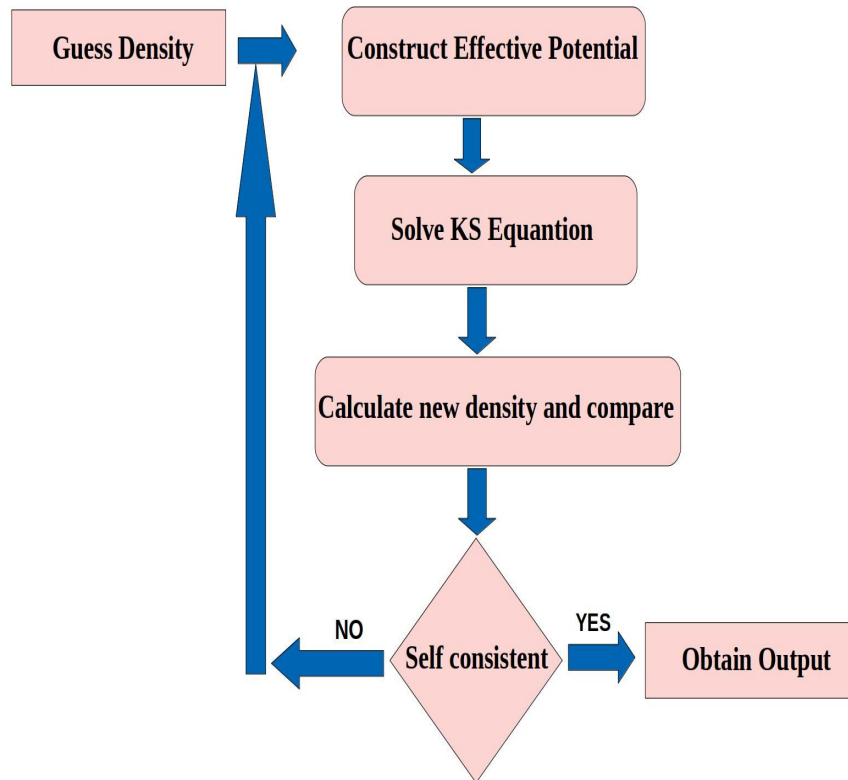 Guess Density
Construct Effective Potential
Solve KS Equantion
Calculate new density and compare
NO
YES
Self consistent
Obtain Output